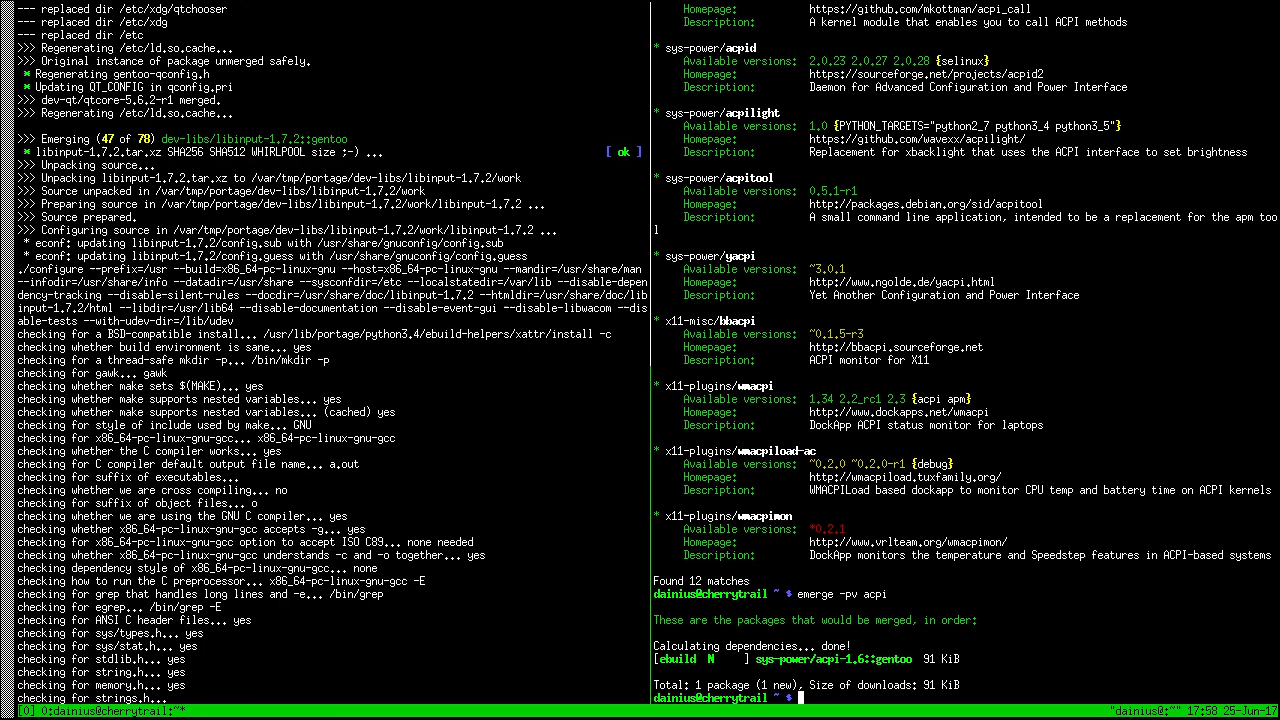 --- replaced dir /etc/xdg/qtchooser
--- replaced dir /etc/xdg
--- replaced dir /etc
>>> Regenerating /etc/ld.so.cache...
>>> Original instance of package unmerged safely.
* Regenerating gentoo-qconfig.h
* Updating QT_CONFIG in qconfig.pri
>>> dev-qt/qtcore-5.6.2-r1 merged.
>>> Regenerating /etc/ld.so.cache...
>>> Emerging (47 of 78) dev-libs/libinput-1.7.2::gentoo
* libinput-1.7.2.tar.xz SHA256 SHA512 WHIRLPOOL size ;-) ... [ ok ]
>>> Unpacking source...
>>> Unpacking libinput-1.7.2.tar.xz to /var/tmp/portage/dev-libs/libinput-1.7.2/work
>>> Source unpacked in /var/tmp/portage/dev-libs/libinput-1.7.2/work
>>> Preparing source in /var/tmp/portage/dev-libs/libinput-1.7.2/work/libinput-1.7.2 ...
>>> Source prepared.
>>> Configuring source in /var/tmp/portage/dev-libs/libinput-1.7.2/work/libinput-1.7.2 ...
* econf: updating libinput-1.7.2/config.sub with /usr/share/gnuconfig/config.sub
* econf: updating libinput-1.7.2/config.guess with /usr/share/gnuconfig/config.guess
./configure --prefix=/usr --build=x86_64-pc-linux-gnu --host=x86_64-pc-linux-gnu --mandir=/usr/share/man
--infodir=/usr/share/info --datadir=/usr/share --sysconfdir=/etc --localstatedir=/var/lib --disable-depen
dency-tracking --disable-silent-rules --docdir=/usr/share/doc/libinput-1.7.2 --htmldir=/usr/share/doc/lib
input-1.7.2/html --libdir=/usr/lib64 --disable-documentation --disable-event-gui --disable-libwacom --dis
able-tests --with-udev-dir=/lib/udev
checking for a BSD-compatible install... /usr/lib/portage/python3.4/ebuild-helpers/xattr/install -c
checking whether build environment is sane... yes
checking for a thread-safe mkdir -p... /bin/mkdir -p
checking for gawk... gawk
checking whether make sets $(MAKE)... yes
checking whether make supports nested variables... yes
checking whether make supports nested variables... (cached) yes
checking for style of include used by make... GNU
checking for x86_64-pc-linux-gnu-gcc... x86_64-pc-linux-gnu-gcc
checking whether the C compiler works... yes
checking for C compiler default output file name... a.out
checking for suffix of executables...
checking whether we are cross compiling... no
checking for suffix of object files... o
checking whether we are using the GNU C compiler... yes
checking whether x86_64-pc-linux-gnu-gcc accepts -g... yes
checking for x86_64-pc-linux-gnu-gcc option to accept ISO C89... none needed
checking whether x86_64-pc-linux-gnu-gcc understands -c and -o together... yes
checking dependency style of x86_64-pc-linux-gnu-gcc... none
checking how to run the C preprocessor... x86_64-pc-linux-gnu-gcc -E
checking for grep that handles long lines and -e... /bin/grep
checking for egrep... /bin/grep -E
checking for ANSI C header files... yes
checking for sys/types.h... yes
checking for sys/stat.h... yes
checking for stdlib.h... yes
checking for string.h... yes
checking for memory.h... yes
checking for strings.h...
Homepage: https://github.com/mkottman/acpi_call
Description: A kernel module that enables you to call ACPI methods
* sys-power/acpid
Available versions: 2.0.23 2.0.27 2.0.28 {selinux}
Homepage: https://sourceforge.net/projects/acpid2
Description: Daemon for Advanced Configuration and Power Interface
* sys-power/acpilight
Available versions: 1.0 {PYTHON_TARGETS="python2_7 python3_4 python3_5"}
Homepage: https://github.com/wavexx/acpilight/
Description: Replacement for xbacklight that uses the ACPI interface to set brightness
* sys-power/acpitool
Available versions: 0.5.1-r1
Homepage: http://packages.debian.org/sid/acpitool
Description: A small command line application, intended to be a replacement for the apm too
l
* sys-power/yacpi
Available versions: ~3.0.1
Homepage: http://www.ngolde.de/yacpi.html
Description: Yet Another Configuration and Power Interface
* x11-misc/bbacpi
Available versions: ~0.1.5-r3
Homepage: http://bbacpi.sourceforge.net
Description: ACPI monitor for X11
* x11-plugins/wmacpi
Available versions: 1.34 2.2_rc1 2.3 {acpi apm}
Homepage: http://www.dockapps.net/wmacpi
Description: DockApp ACPI status monitor for laptops
* x11-plugins/wmacpiload-ac
Available versions: ~0.2.0 ~0.2.0-r1 {debug}
Homepage: http://wmacpiload.tuxfamily.org/
Description: WMACPILoad based dockapp to monitor CPU temp and battery time on ACPI kernels
* x11-plugins/wmacpimon
Available versions: *0.2.1
Homepage: http://www.vrlteam.org/wmacpimon/
Description: DockApp monitors the temperature and Speedstep features in ACPI-based systems
Found 12 matches
dainius@cherrytrail ~ $ emerge -pv acpi
These are the packages that would be merged, in order:
Calculating dependencies... done!
[ebuild  N     ] sys-power/acpi-1.6::gentoo  91 KiB
Total: 1 package (1 new), Size of downloads: 91 KiB
dainius@cherrytrail ~ $
[0] 0:dainius@cherrytrail:~* "dainius@:~" 17:58 25-Jun-17